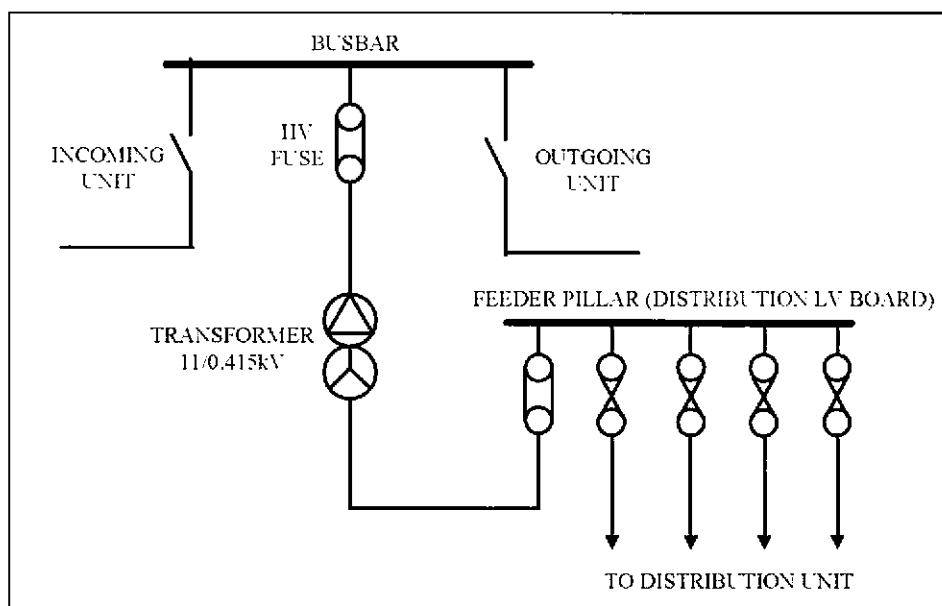 BUSBAR
HV
FUSE
INCOMING
UNIT
OUTGOING
UNIT
FEEDER PILLAR (DISTRIBUTION LV BOARD)
TRANSFORMER
11/0.415kV
TO DISTRIBUTION UNIT